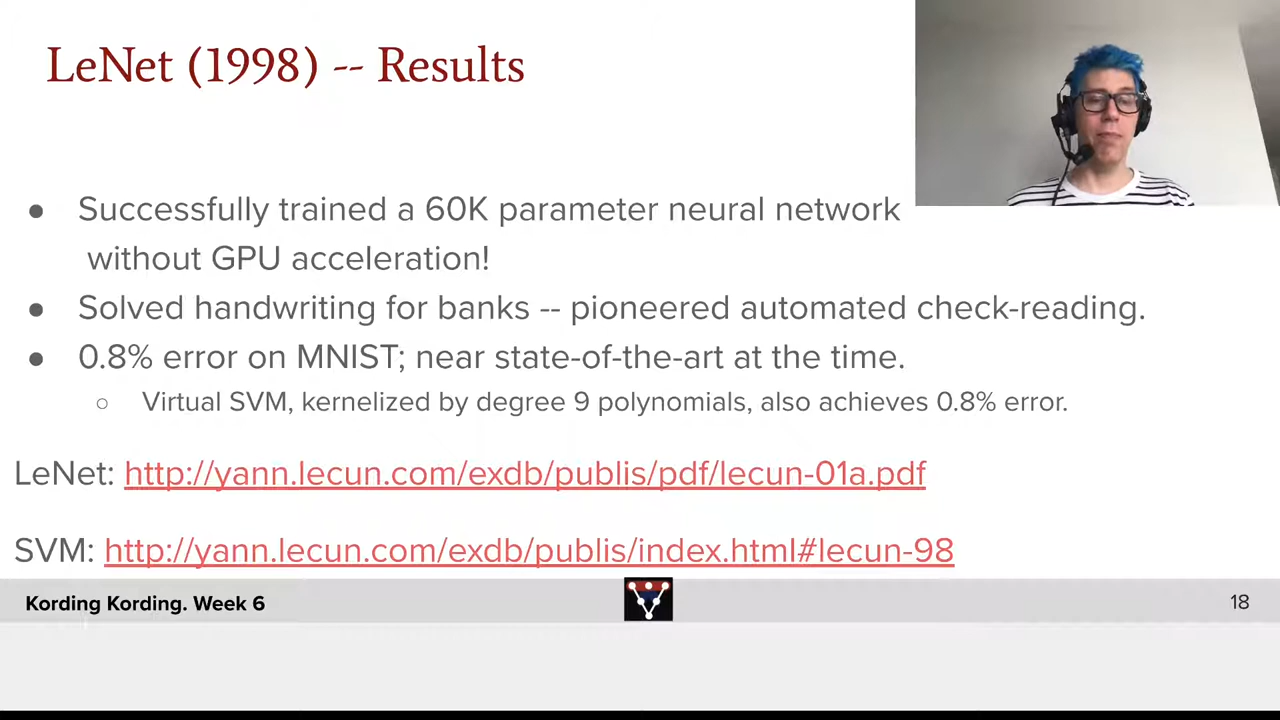 LeNet (1998) -- Results
● Successfully trained a 60K parameter neural network
without GPU acceleration!
● Solved handwriting for banks -- pioneered automated check-reading.
● 0.8% error on MNIST; near state-of-the-art at the time.
○ Virtual SVM, kernelized by degree 9 polynomials, also achieves 0.8% error.
LeNet: http://yann.lecun.com/exdb/publis/pdf/lecun-01a.pdf
SVM: http://yann.lecun.com/exdb/publis/index.html#lecun-98
Kording Kording. Week 6
18